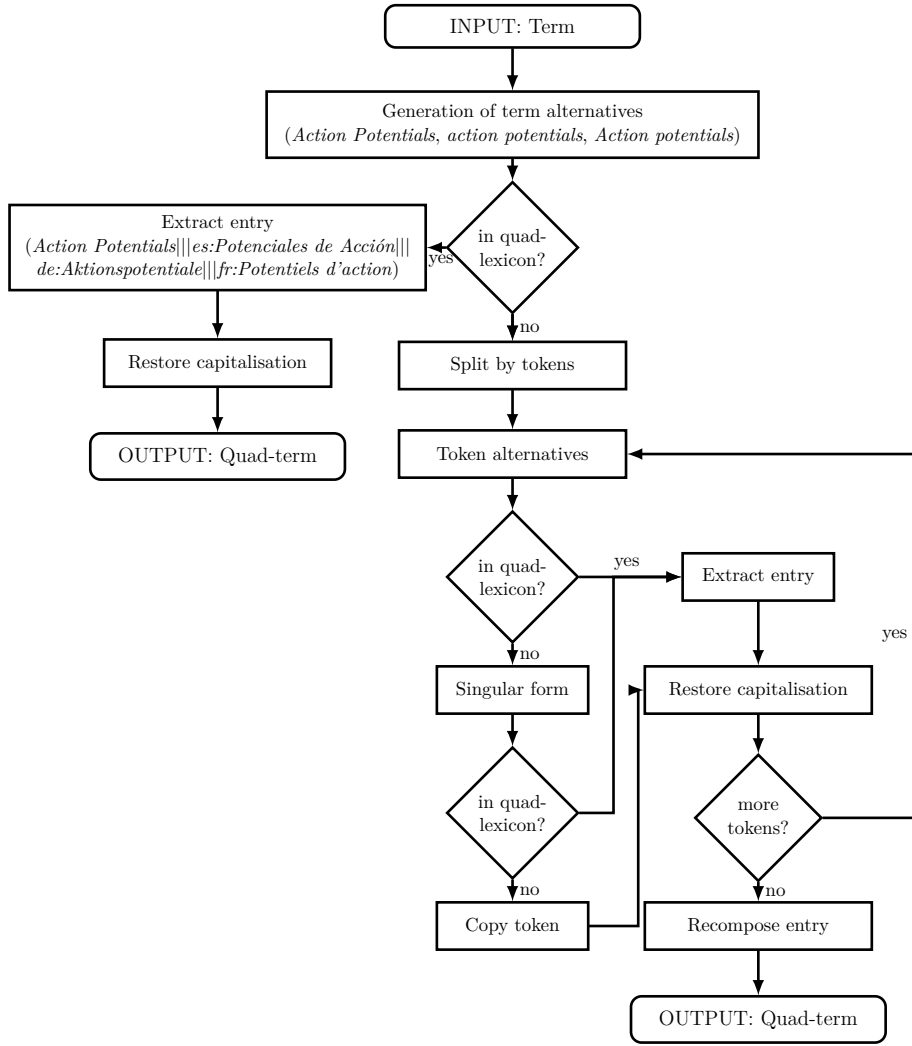 INPUT: Term
Generation of term alternatives
(Action Potentials, action potentials, Action potentials)
in quad-
lexicon?
yes
Extract entry
(Action Potentials|||es:Potenciales de Acción|||
de:Aktionspotentiale|||fr:Potentiels d'action)
no
Restore capitalisation
Split by tokens
OUTPUT: Quad-term
Token alternatives
in quad-
lexicon?
yes
Extract entry
no
yes
Singular form
Restore capitalisation
in quad-
lexicon?
more
tokens?
no
no
Copy token
Recompose entry
OUTPUT: Quad-term